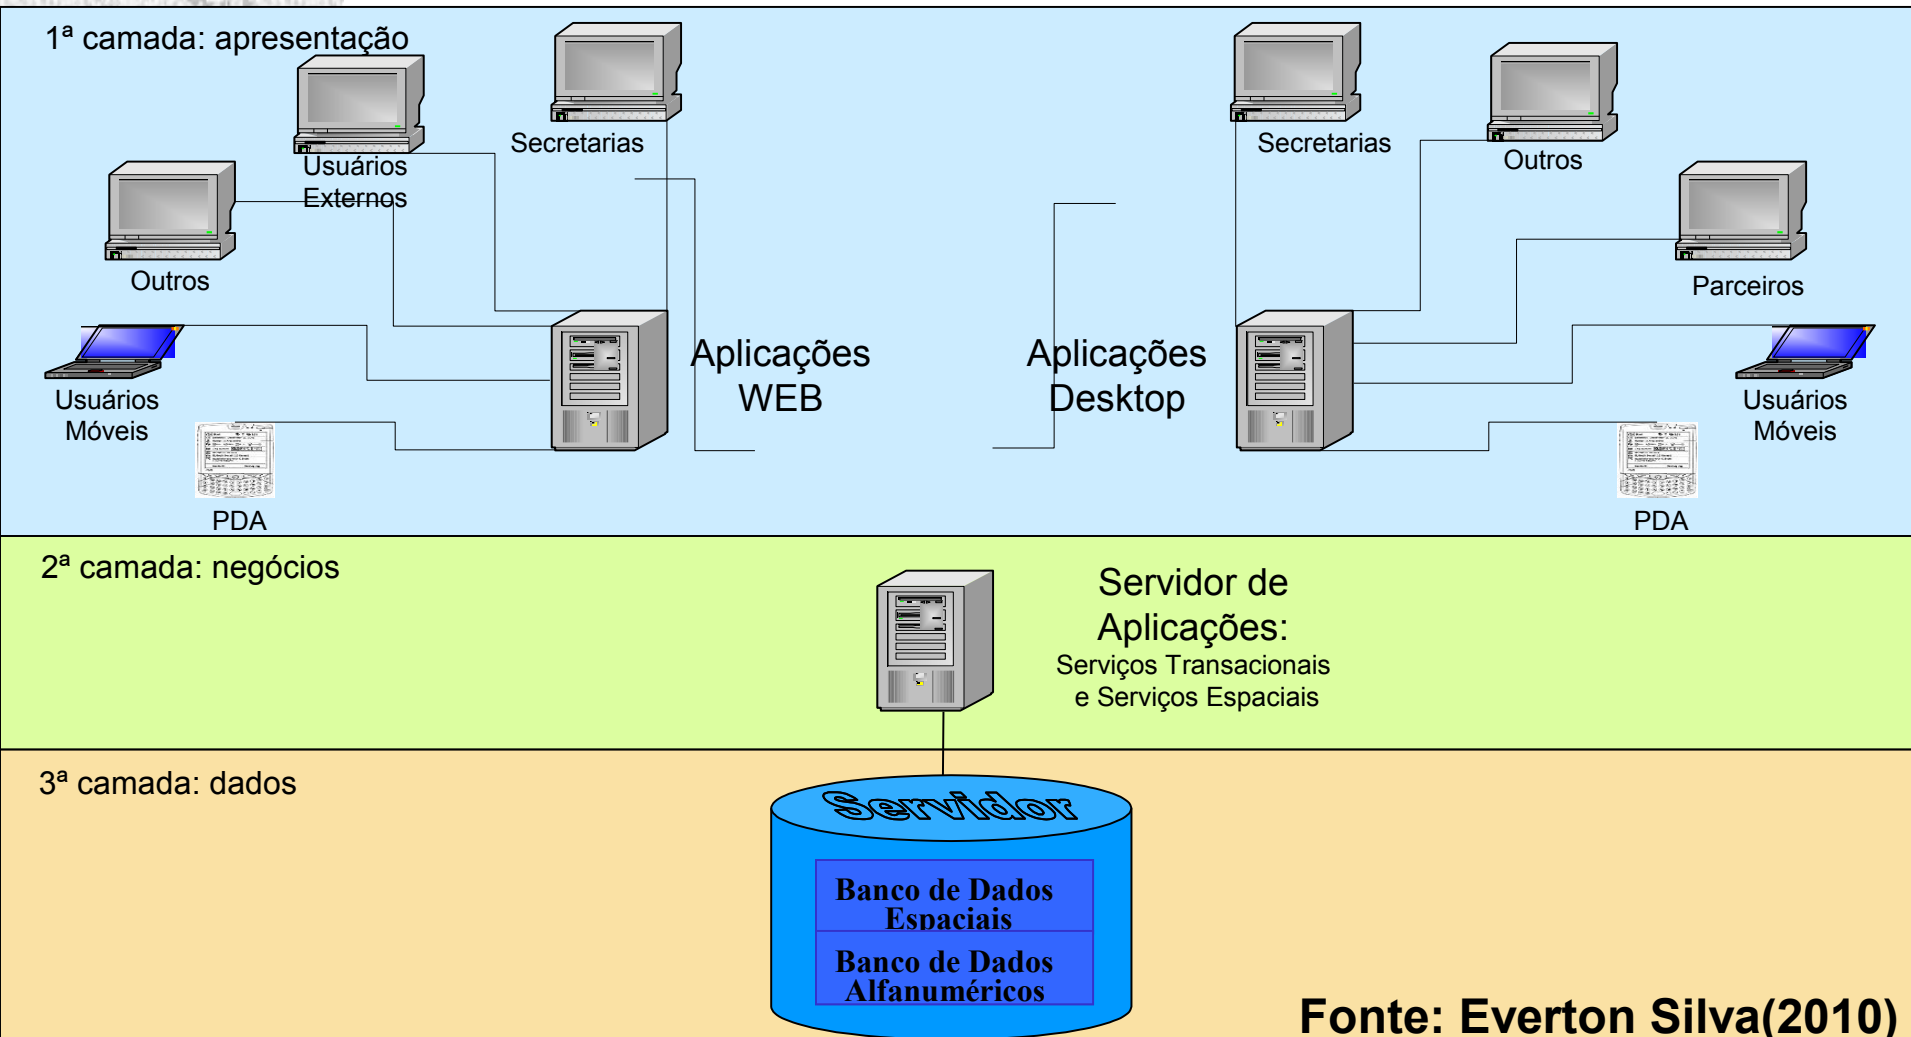 1ª camada: apresentação
Secretarias
Usuários
Externos
Outros
Usuários
Móveis
PDA
Aplicações
WEB
Aplicações
Desktop
Secretarias
Outros
Parceiros
Usuários
Móveis
PDA
2ª camada: negócios
Servidor de
Aplicações:
Serviços Transacionais
e Serviços Espaciais
3ª camada: dados
Servidor
Banco de Dados
Espaciais
Banco de Dados
Alfanuméricos
Fonte: Everton Silva(2010)